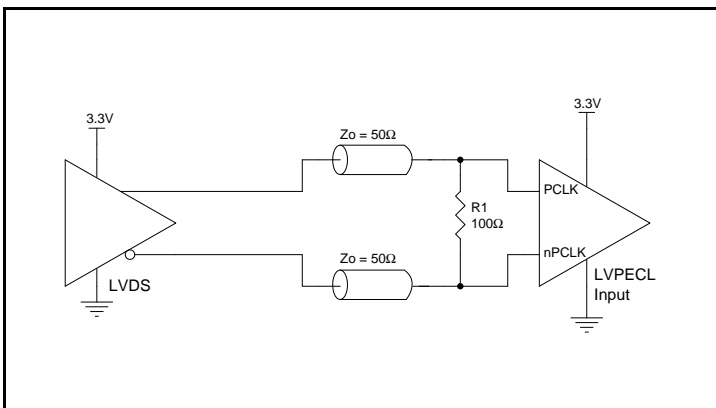 3.3V
Zo = 50Ω
3.3V
PCLK
R1
100Ω
nPCLK
Zo = 50Ω
LVDS
LVPECL
Input